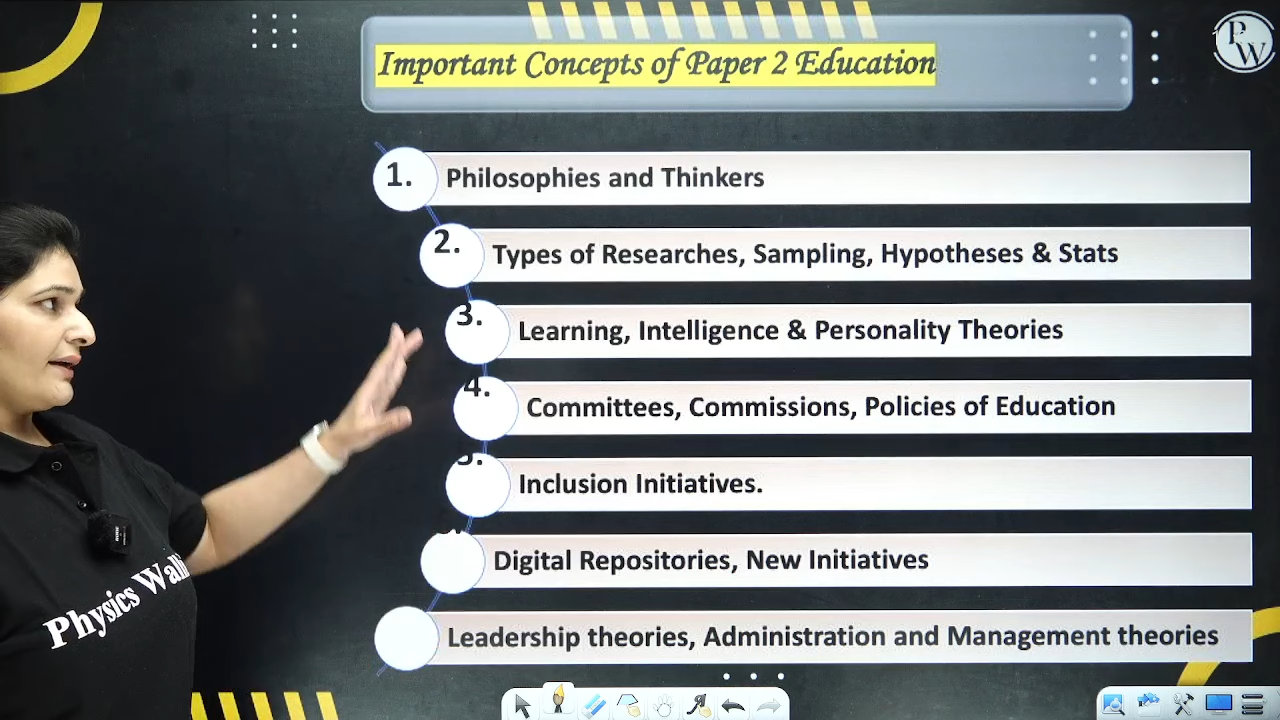 Important Concepts of Paper 2 Education
PW
1. Philosophies and Thinkers
2. Types of Researches, Sampling, Hypotheses & Stats
3. Learning, Intelligence & Personality Theories
4. Committees, Commissions, Policies of Education
5. Inclusion Initiatives.
Digital Repositories, New Initiatives
Leadership theories, Administration and Management theories
Physics Walla